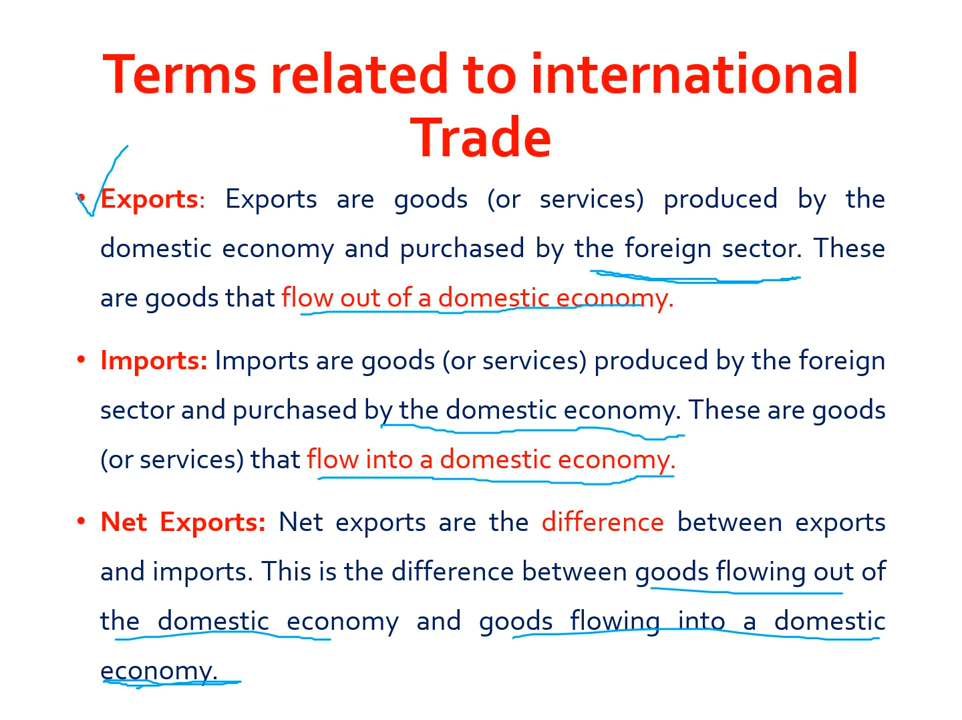 Terms related to international
Trade
• Exports: Exports are goods (or services) produced by the
domestic economy and purchased by the foreign sector. These
are goods that flow out of a domestic economy.
• Imports: Imports are goods (or services) produced by the foreign
sector and purchased by the domestic economy. These are goods
(or services) that flow into a domestic economy.
• Net Exports: Net exports are the difference between exports
and imports. This is the difference between goods flowing out of
the domestic economy and goods flowing into a domestic
economy.